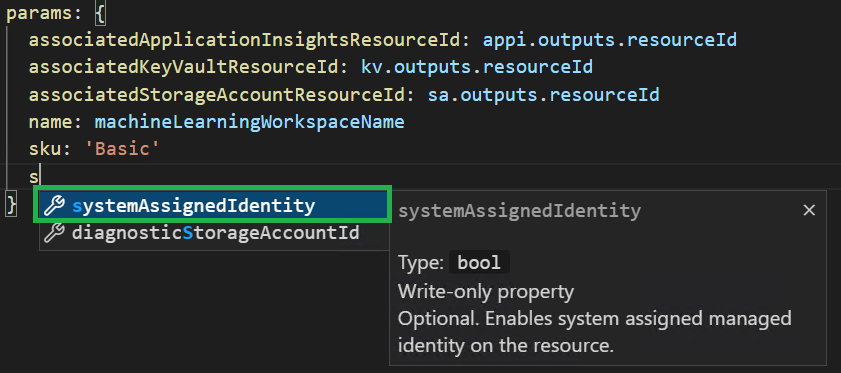 params: {
associatedApplicationInsightsResourceId: appi.outputs.resourceId
associatedKeyVaultResourceId: kv.outputs.resourceId
associatedStorageAccountResourceId: sa.outputs.resourceId
name: machineLearningWorkspaceName
sku: 'Basic'
s
}
systemAssignedIdentity
diagnosticStorageAccountId
systemAssignedIdentity
Type: bool
Write-only property
Optional. Enables system assigned managed
identity on the resource.